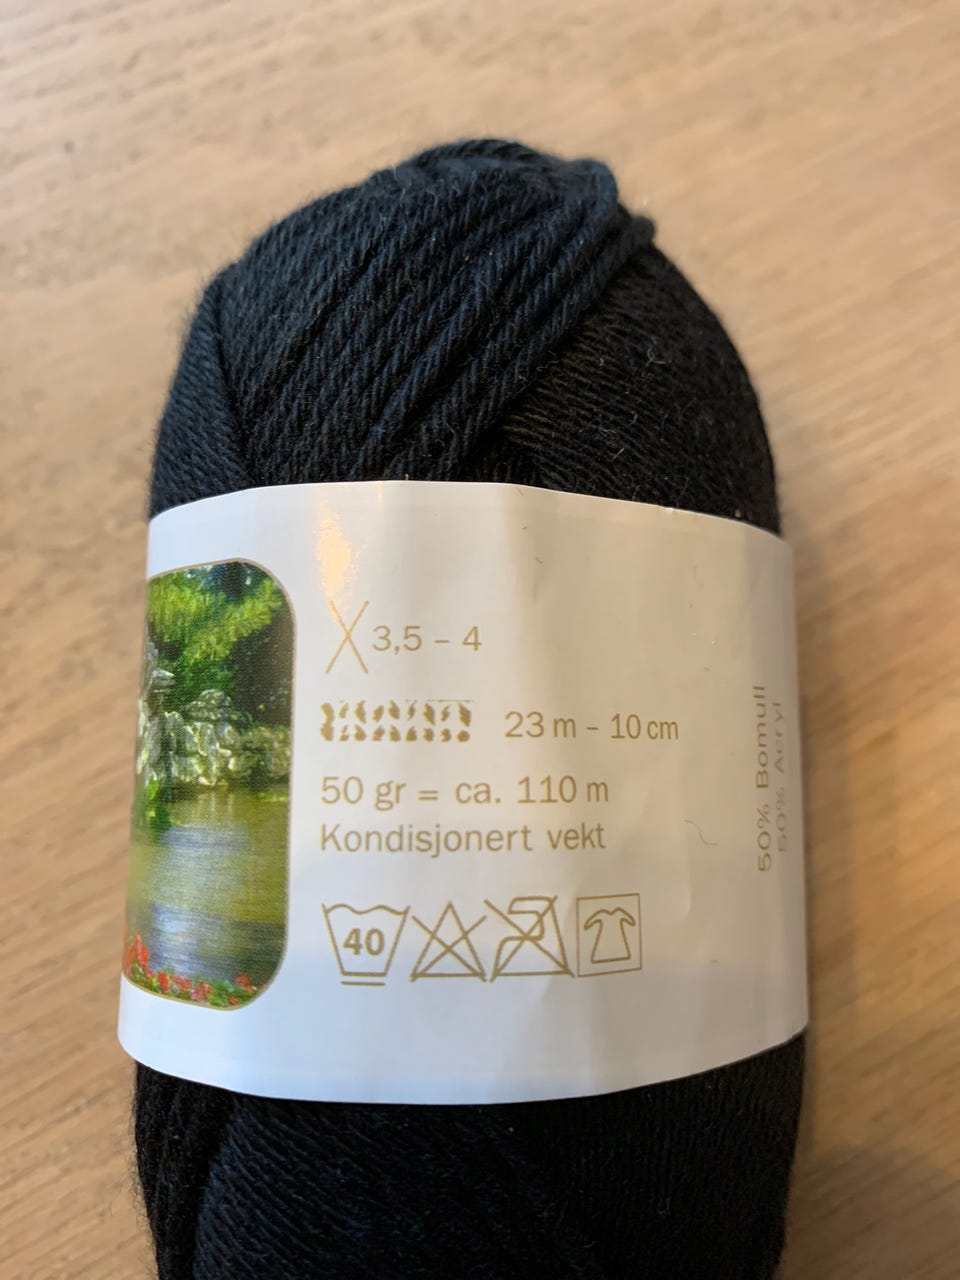 3,5 – 4
23 m – 10 cm
50 gr = ca. 110 m
Kondisjonert vekt
40
50% Bomull
50% Acryl